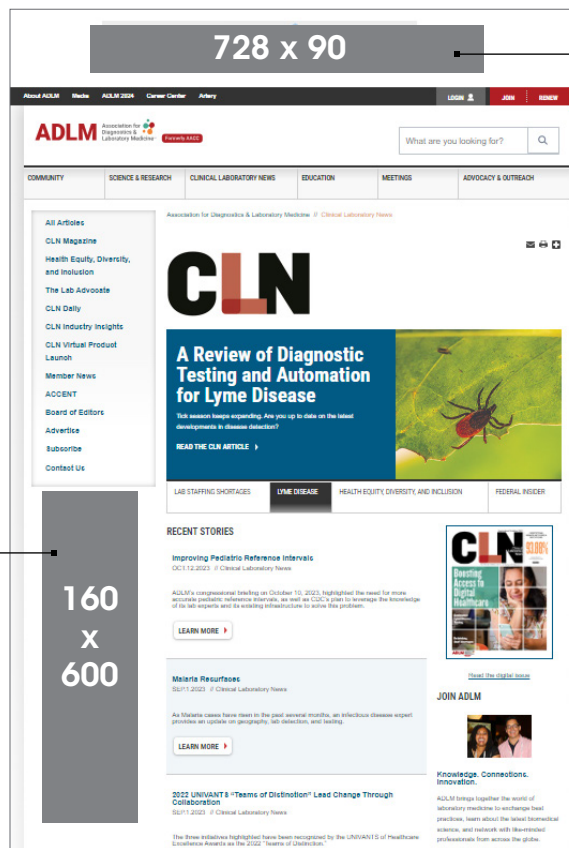 728 x 90
About ADLM Media ADLM 2024 Career Center Artery LOGIN JOIN RENEW
ADLM Association for
Diagnostics &
Laboratory Medicine Formerly AACC
What are you looking for?
COMMUNITY SCIENCE & RESEARCH CLINICAL LABORATORY NEWS EDUCATION MEETINGS ADVOCACY & OUTREACH
All Articles
CLN Magazine
Health Equity, Diversity,
and Inclusion
The Lab Advocate
CLN Daily
CLN Industry Insights
CLN Virtual Product
Launch
Member News
ACCENT
Board of Editors
Advertise
Subscribe
Contact Us
160
x
600
Association for Diagnostics & Laboratory Medicine // Clinical Laboratory News
CLN
A Review of Diagnostic
Testing and Automation
for Lyme Disease
Tick season keeps expanding. Are you up to date on the latest
developments in disease detection?
READ THE CLN ARTICLE
LAB STAFFING SHORTAGES LYME DISEASE HEALTH EQUITY, DIVERSITY, AND INCLUSION FEDERAL INSIDER
RECENT STORIES
Improving Pediatric Reference Intervals
OCT.12.2023 // Clinical Laboratory News
ADLM's congressional briefing on October 10, 2023, highlighted the need for more
accurate pediatric reference intervals, as well as CDC's plan to leverage the knowledge
of its lab experts and its existing infrastructure to solve this problem.
LEARN MORE
Malaria Resurfaces
SEP.1.2023 // Clinical Laboratory News
As Malaria cases have risen in the past several months, an infectious disease expert
provides an update on geography, lab detection, and testing.
LEARN MORE
2022 UNIVANTS "Teams of Distinction" Lead Change Through
Collaboration
SEP.1.2023 // Clinical Laboratory News
The three initiatives highlighted have been recognized by the UNIVANTS of Healthcare
Excellence Awards as the 2022 "Teams of Distinction."
CLN
93.88%
Boosting
Access to
Digital
Healthcare
Read the digital issue
JOIN ADLM
Knowledge. Connections.
Innovation.
ADLM brings together the world of
laboratory medicine to exchange best
practices, learn about the latest biomedical
science, and network with like-minded
professionals from across the globe.